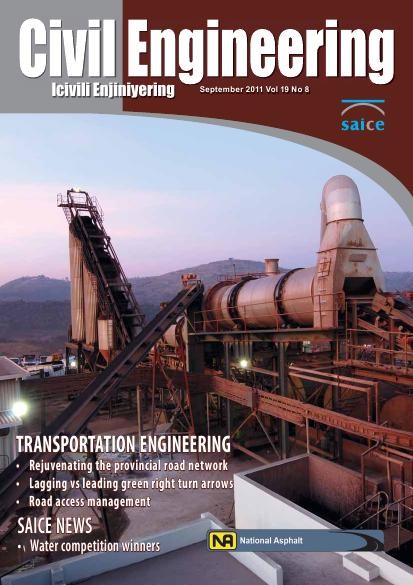 Civil Engineering
Icivili Enjiniyering
September 2011 Vol 19 No 8
saice
TRANSPORTATION ENGINEERING
• Rejuvenating the provincial road network
• Lagging vs leading green right turn arrows
• Road access management
SAICE NEWS
• Water competition winners
NA National Asphalt